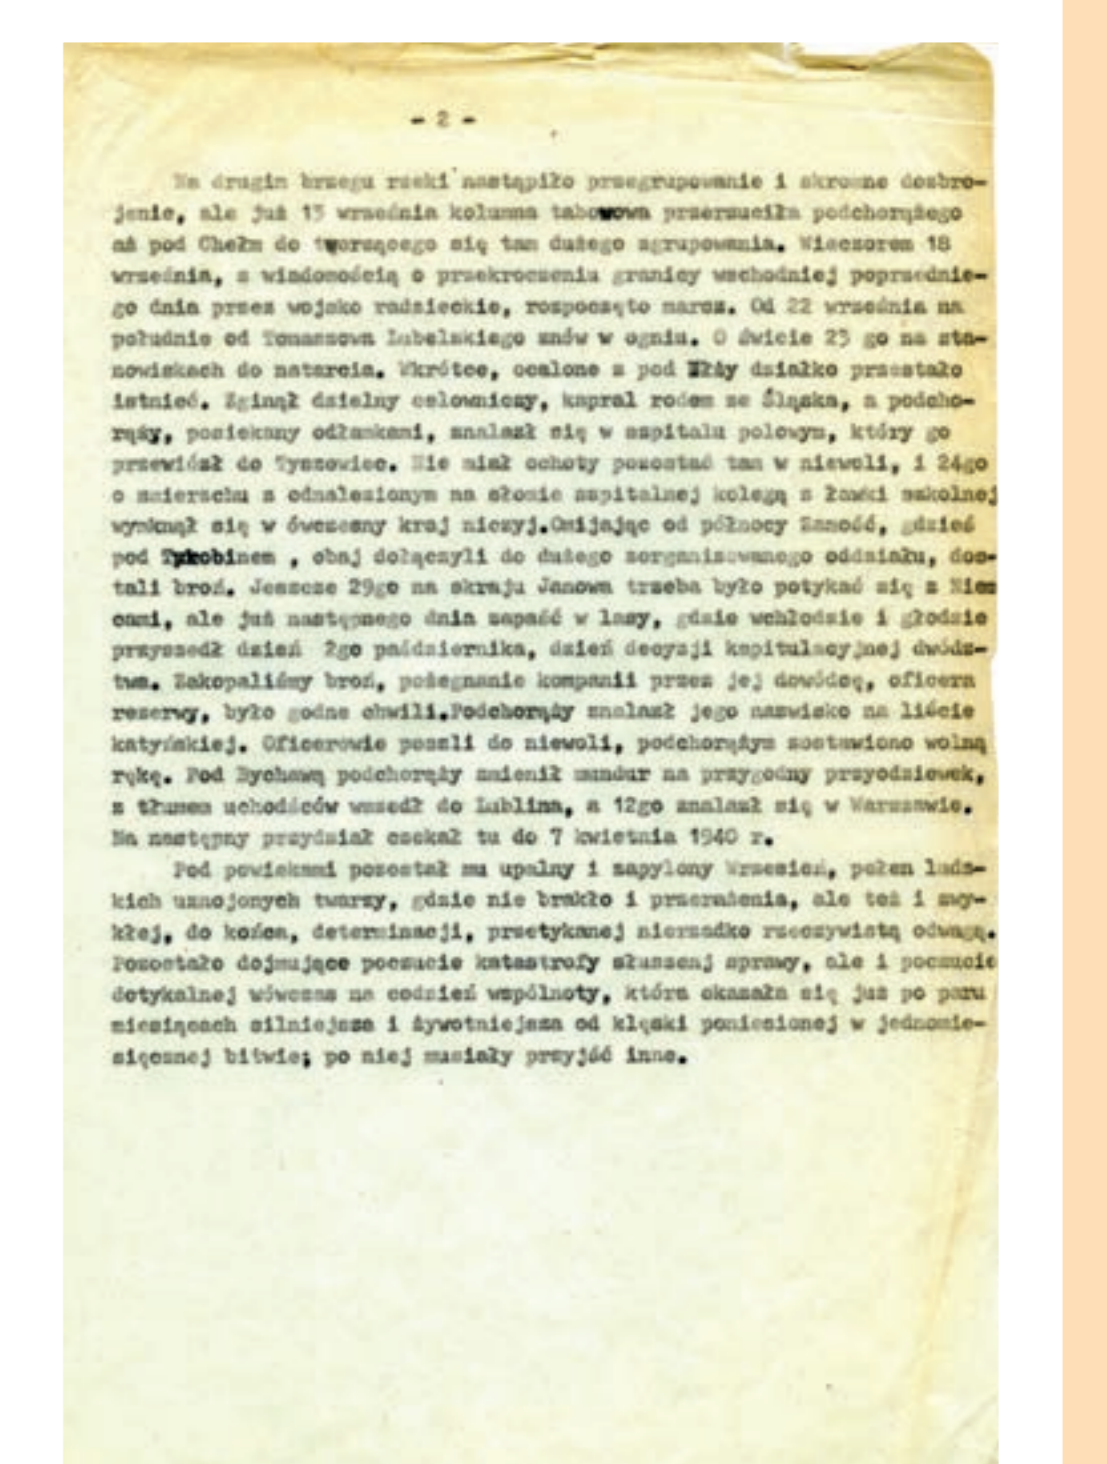 - 2 -
Na drugim brzegu rzeki nastąpiło przegrupowanie i skromne dozbro-
jenie, ale już 13 września kolumna taborowa przerzuciła podchorążego
aż pod Chełm do tworzącego się tam dużego zgrupowania. Wieczorem 18
września, z wiadomością o przekroczeniu granicy wschodniej poprzednie-
go dnia przez wojsko radzieckie, rozpoczęto marsz. Od 22 września na
południe od Tomaszowa Lubelskiego znów w ogniu. O świcie 23 go na sta-
nowiskach do natarcia. Wkrótce, ocalone z pod Iłży działko przestało
istnieć. Zginął dzielny celowniczy, kapral rodem ze Śląska, a podcho-
rąży, posiekany odłamkami, znalazł się w szpitalu polowym, który go
przewiózł do Tyszowiec. Nie miał ochoty pozostać tam w niewoli, i 24go
o zmierzchu z odnalezionym na słomie szpitalnej kolegą z ławki szkolnej
wymknął się w ówczesny kraj niczyj.Omijając od północy Zamość, gdzieś
pod Turobinem , obaj dołączyli do dużego zorganizowanego oddziału, dos-
tali broń. Jeszcze 29go na skraju Janowa trzeba było potykać się z Niem
cami, ale już następnego dnia zapaść w lasy, gdzie wchłodzie i głodzie
przyszedł dzień 2go października, dzień decyzji kapitulacyjnej dwódz-
twa. Zakopaliśmy broń, pożegnanie kompanii przez jej dowódcę, oficera
rezerwy, było godne chwili.Podchorąży znalazł jego nazwisko na liście
katyńskiej. Oficerowie poszli do niewoli, podchorążym zostawiono wolną
rękę. Pod Bychawą podchorąży zmienił mundur na przygodny przyodziewek,
z tłumem uchodźców wszedł do Lublina, a 12go znalazł się w Warszawie.
Na następny przydział czekał tu do 7 kwietnia 1940 r.
Pod powiekami pozostał mu upalny i zapylony Wrzesień, pełen ludz-
kich uznojonych twarzy, gdzie nie brakło i przerażenia, ale też i zwy-
kłej, do końca, determinacji, przetykanej nierzadko rzeczywistą odwagą.
Pozostało dojmujące poczucie katastrofy słusznej sprawy, ale i poczucie
dotykalnej wówczas na codzień wspólnoty, która okazała się już po paru
miesiącach silniejsza i żywotniejsza od klęski poniesionej w jednomie-
sięcznej bitwie; po niej musiały przyjść inne.